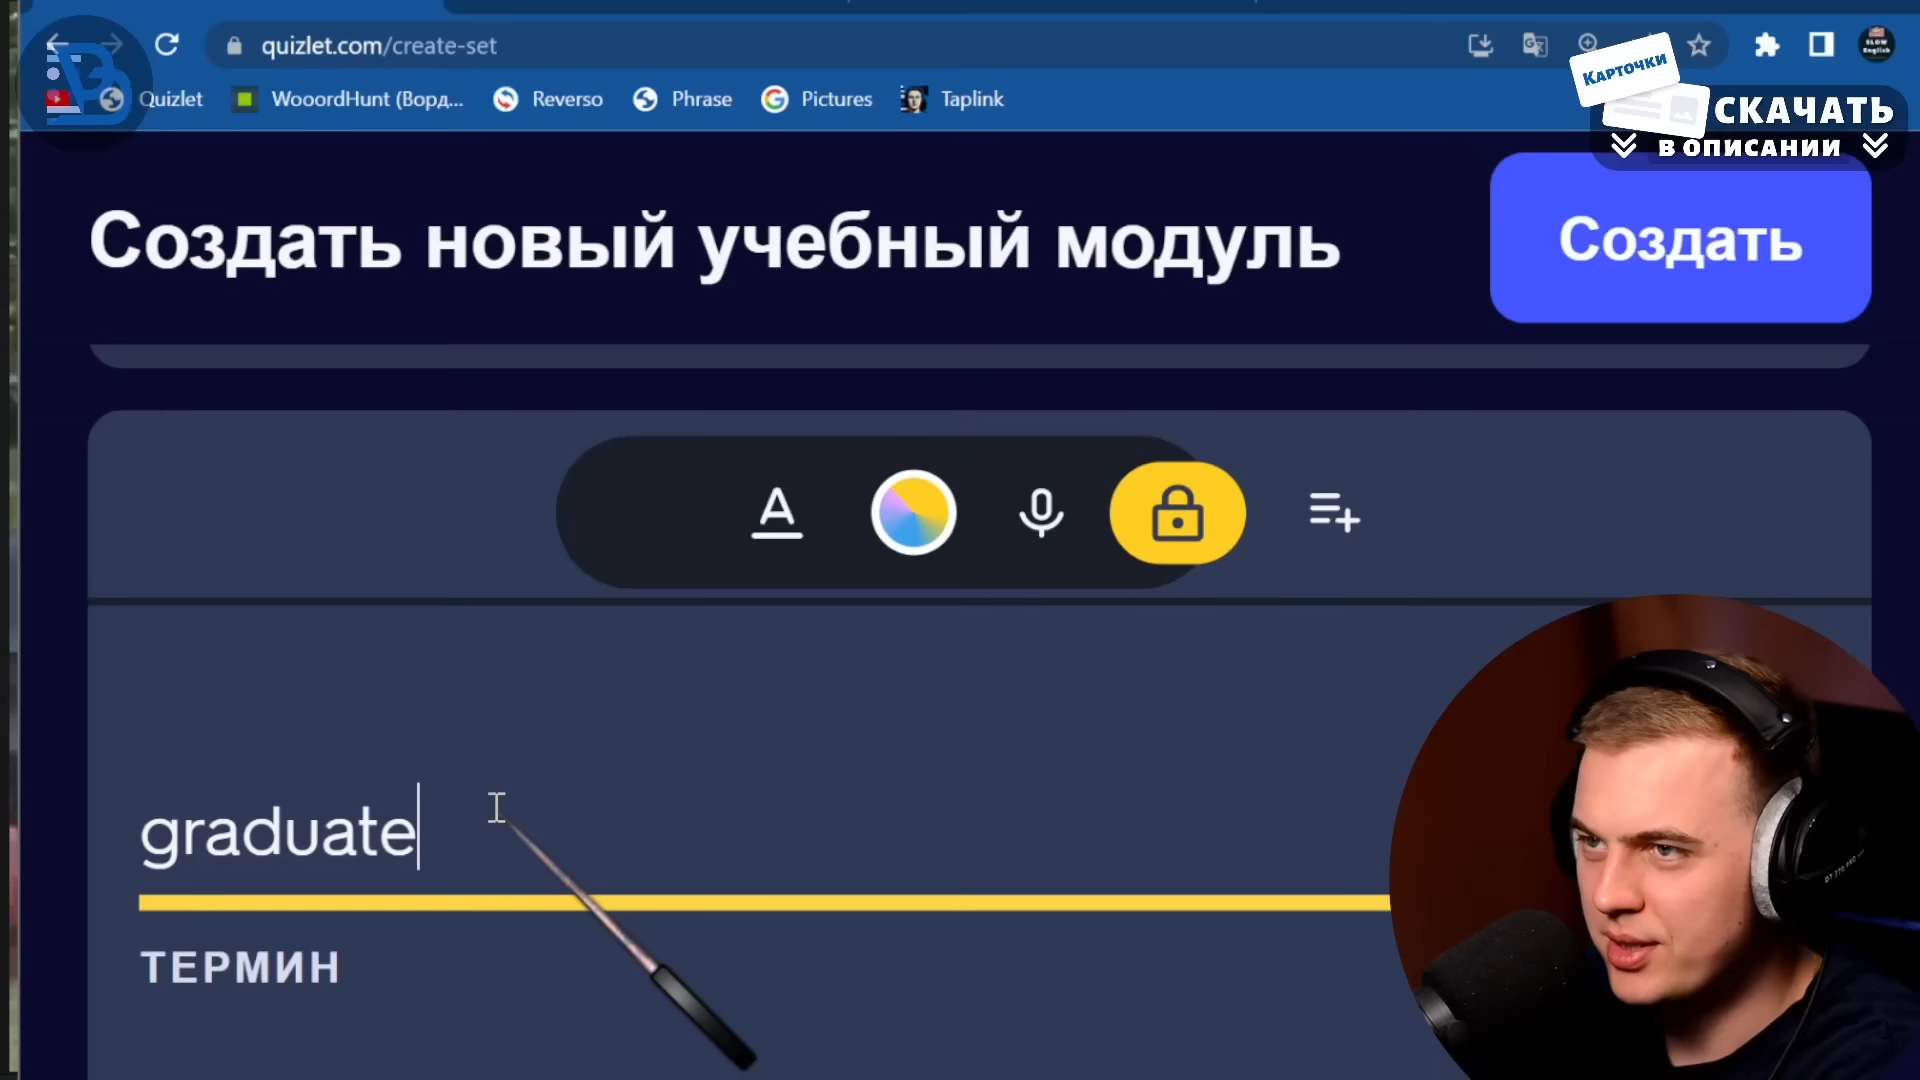 quizlet.com/create-set
Quizlet
WooordHunt (Ворд...
Reverso
Phrase
Pictures
Taplink
Карточки
СКАЧАТЬ
В ОПИСАНИИ
Создать новый учебный модуль
Создать
graduate
ТЕРМИН